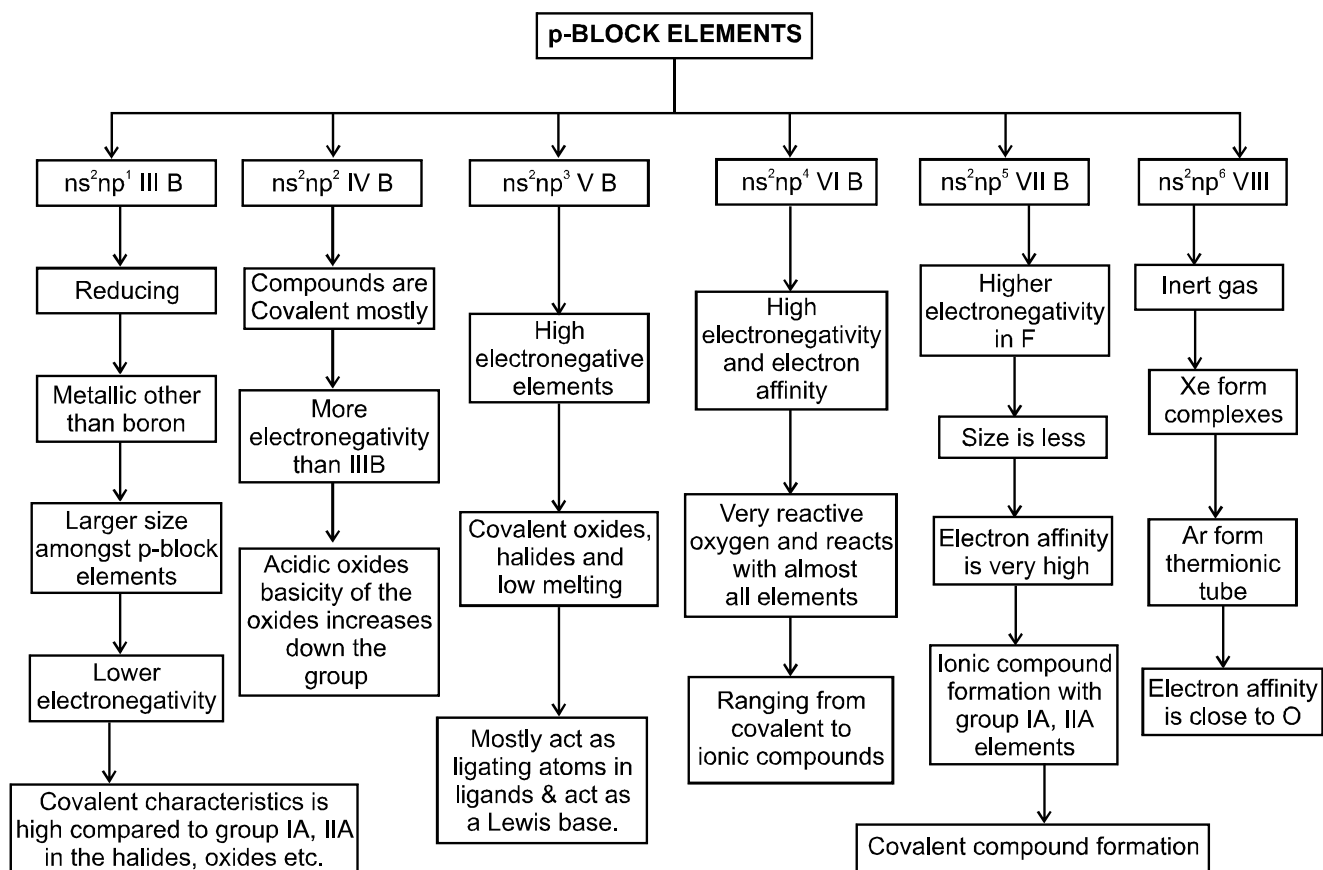 p-BLOCK ELEMENTS
ns²np¹ III B
Reducing
Metallic other
than boron
Larger size
amongst p-block
elements
Lower
electronegativity
Covalent characteristics is
high compared to group IA, IIA
in the halides, oxides etc.
ns²np² IV B
Compounds are
Covalent mostly
More
electronegativity
than IIIB
Acidic oxides
basicity of the
oxides increases
down the
group
ns²np³ V B
High
electronegative
elements
Covalent oxides,
halides and
low melting
Mostly act as
ligating atoms in
ligands & act as
a Lewis base.
ns²np⁴ VI B
High
electronegativity
and electron
affinity
Very reactive
oxygen and reacts
with almost
all elements
Ranging from
covalent to
ionic compounds
ns²np⁵ VII B
Higher
electronegativity
in F
Size is less
Electron affinity
is very high
Ionic compound
formation with
group IA, IIA
elements
Covalent compound formation
ns²np⁶ VIII
Inert gas
Xe form
complexes
Ar form
thermionic
tube
Electron affinity
is close to O